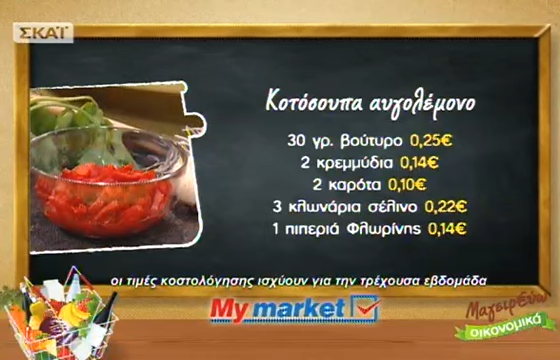 ΣΚΑΪ
Κοτόσουπα αυγολέμονο
30 γρ. βούτυρο 0,25€
2 κρεμμύδια 0,14€
2 καρότα 0,10€
3 κλωνάρια σέλινο 0,22€
1 πιπεριά Φλωρίνης 0,14€
οι τιμές κοστολόγησης ισχύουν για την τρέχουσα εβδομάδα
My market
ΜαγειρΕύω
οικονομικά